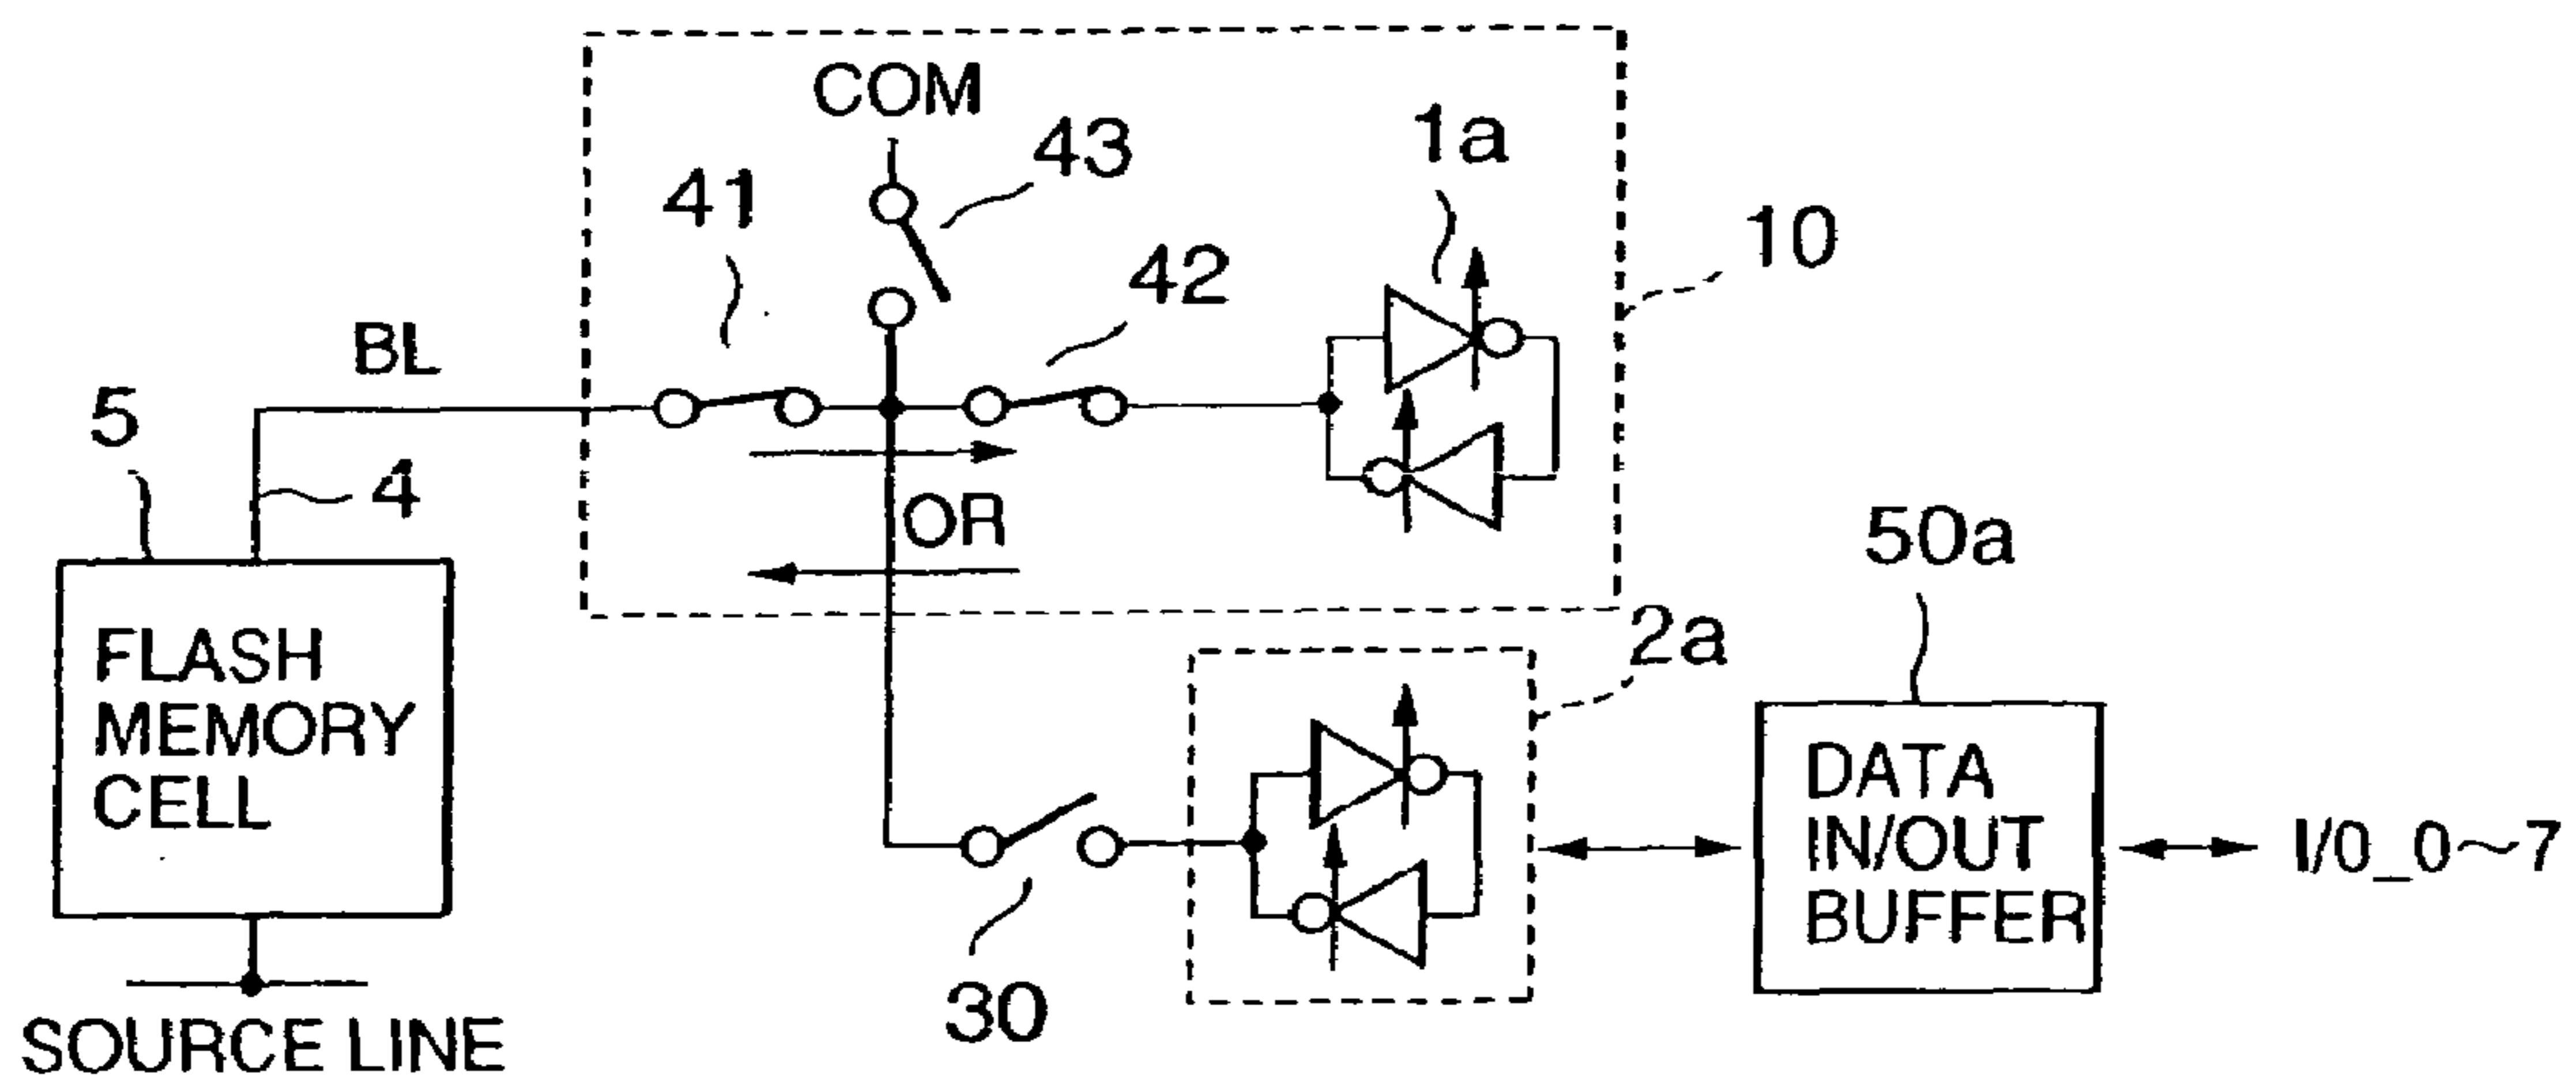 COM
43
1a
41
10
42
BL
5
4
OR
50a
2a
FLASH
MEMORY
CELL
DATA
IN/OUT
BUFFER
I/0_0～7
30
SOURCE LINE